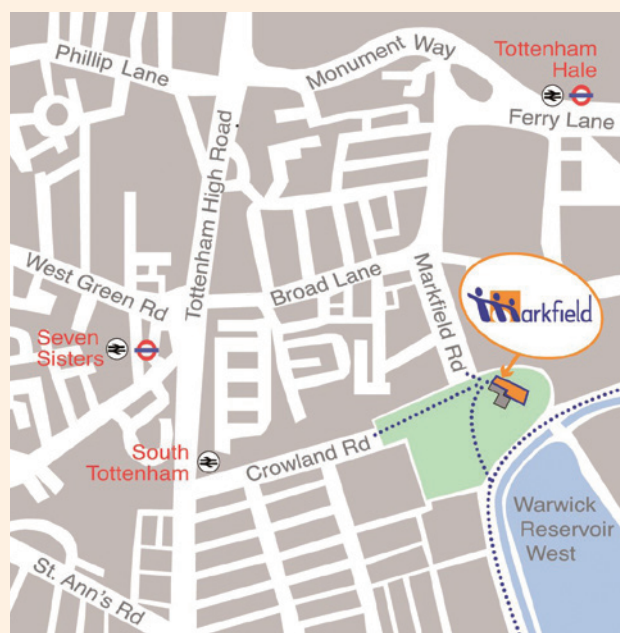 Phillip Lane
Monument Way
Tottenham
Hale
Ferry Lane
Tottenham High Road
West Green Rd
Broad Lane
Markfield Rd
markfield
Seven
Sisters
South
Tottenham
Crowland Rd
Warwick
Reservoir
West
St. Ann's Rd